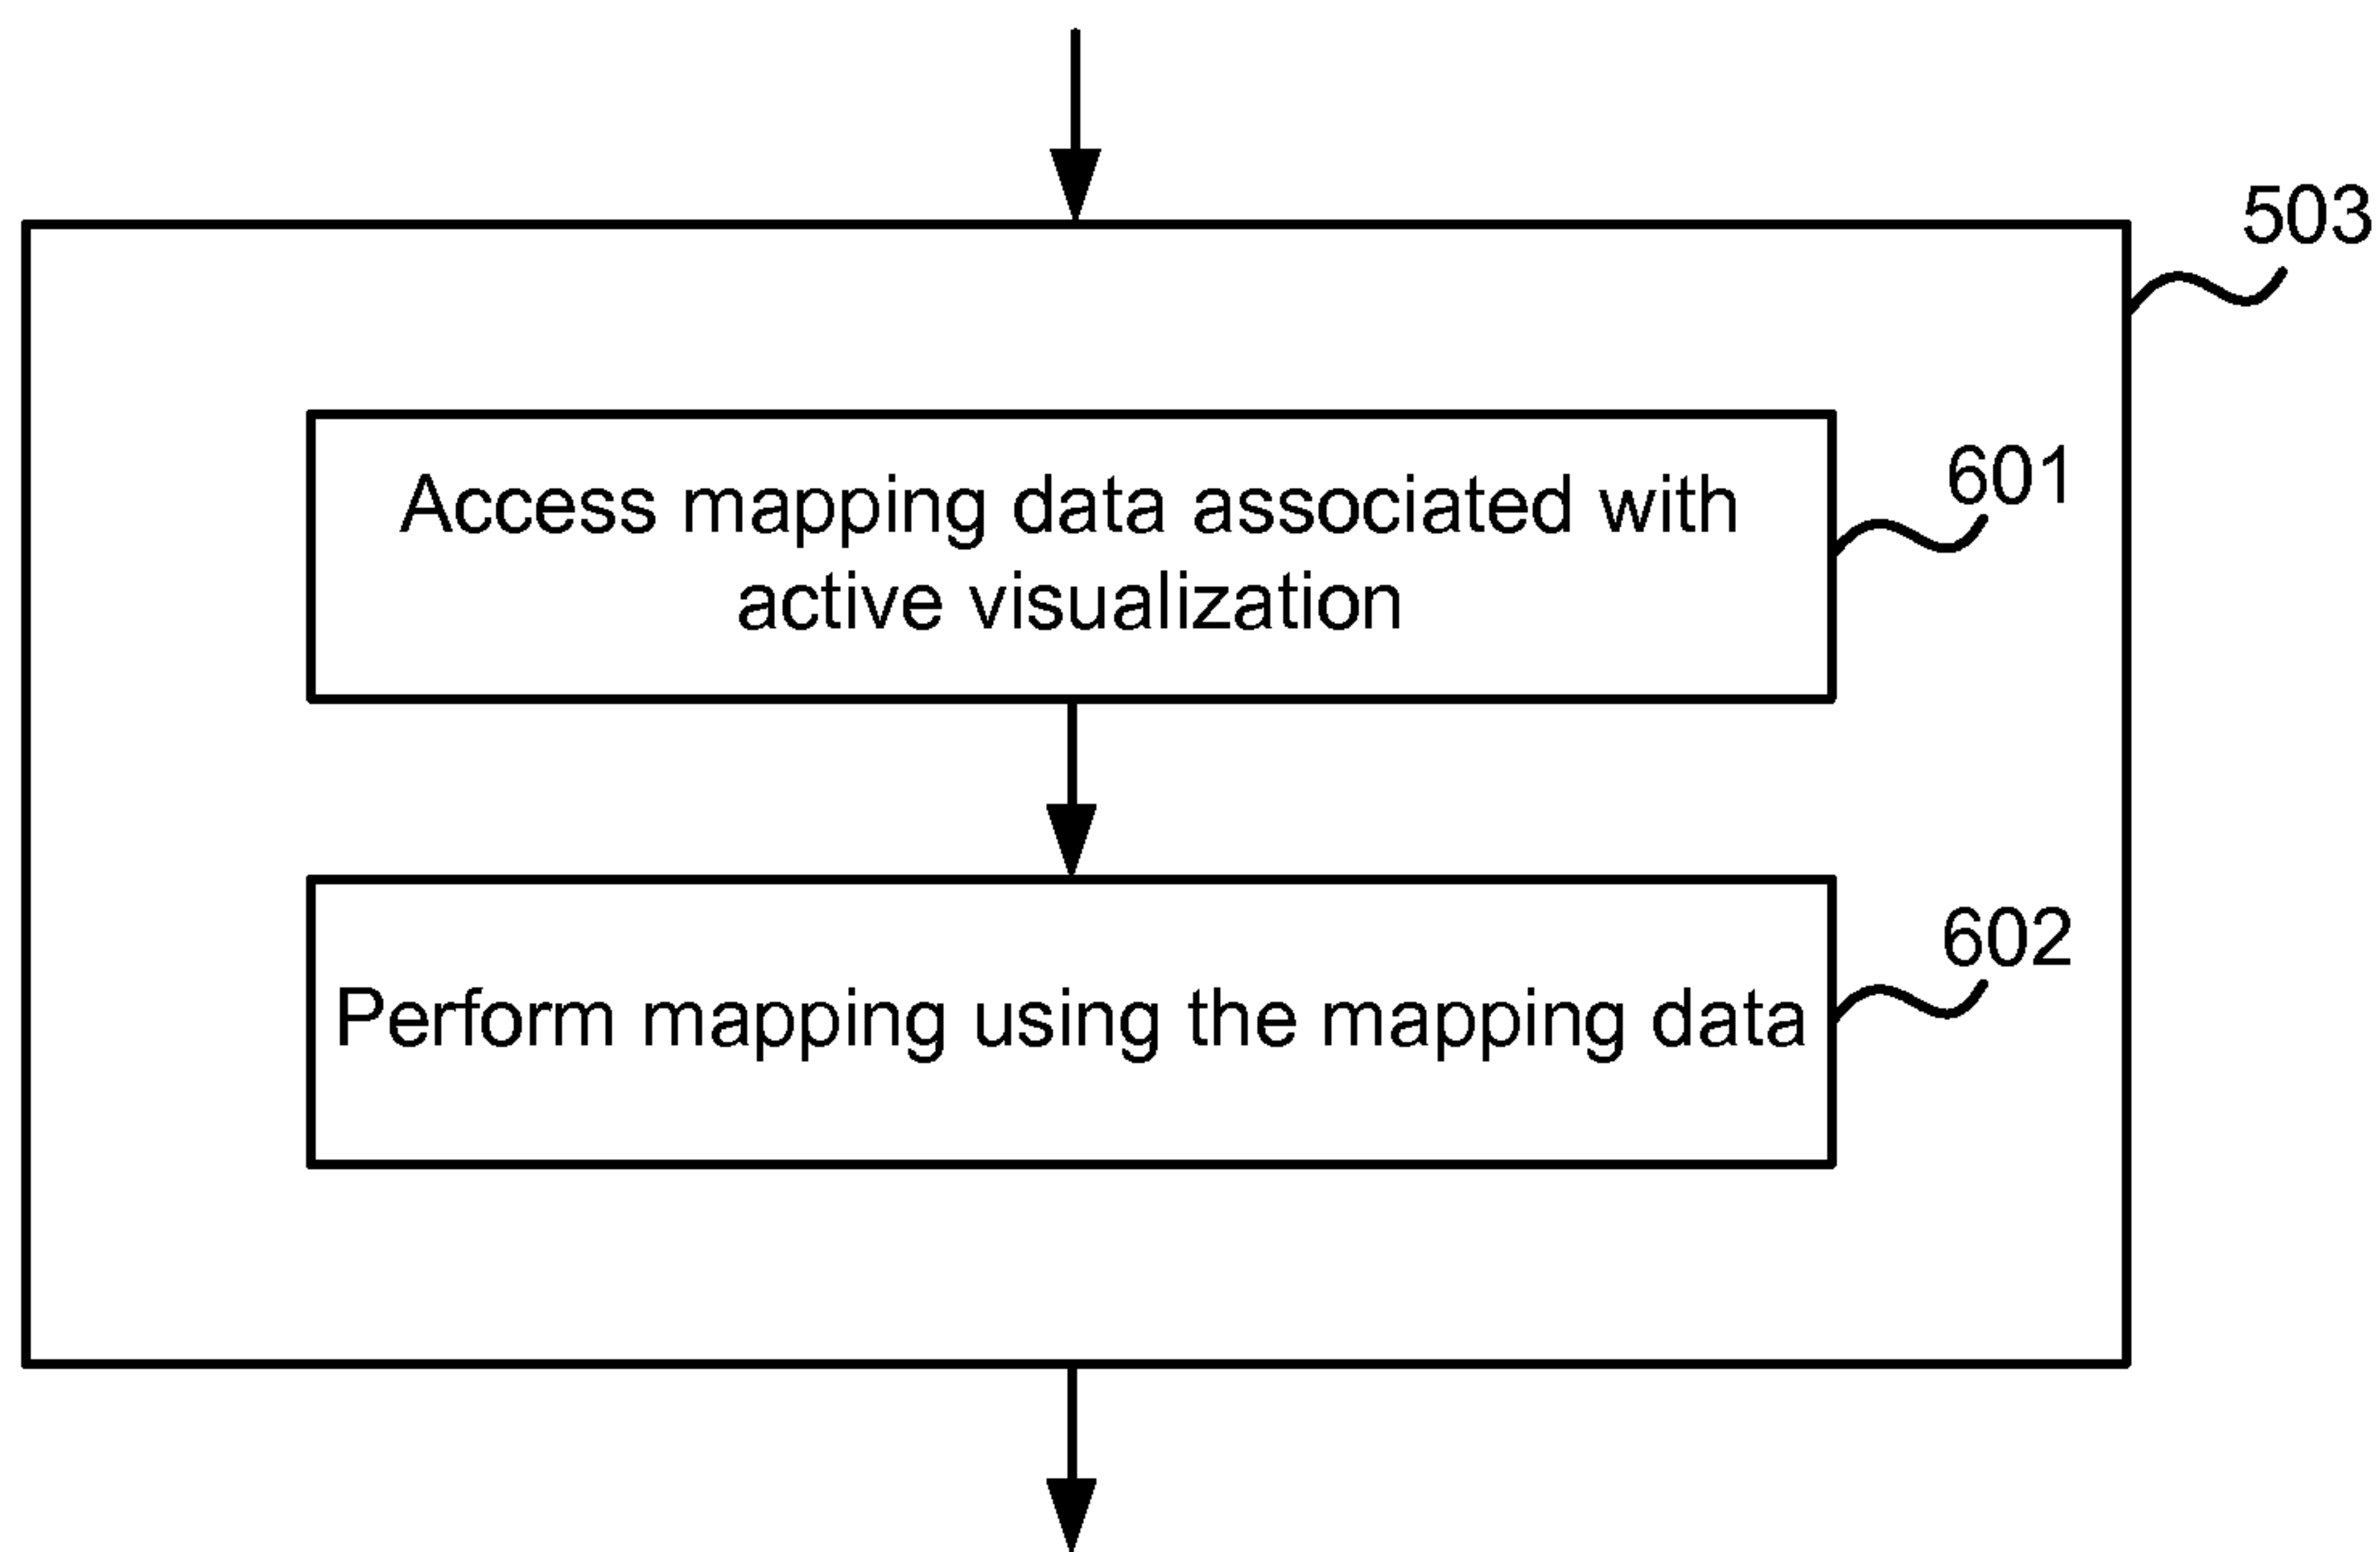 503
Access mapping data associated with
active visualization
601
Perform mapping using the mapping data
602